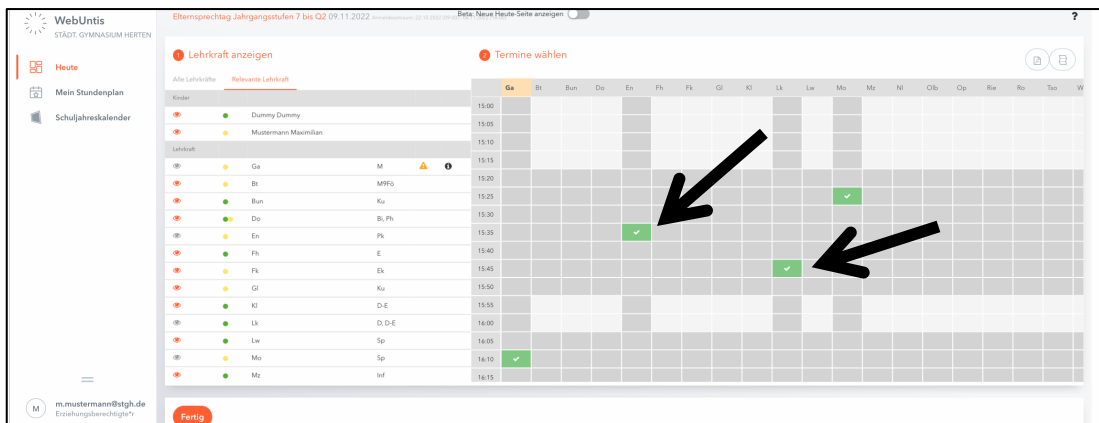 WebUntis
STÄDT. GYMNASIUM HERTEN
Heute
Mein Stundenplan
Schuljahreskalender
M
m.mustermann@stgh.de
Erziehungsberechtigte*r
Elternsprechtag Jahrgangsstufen 7 bis Q2 09.11.2022
Beta: Neue Heute-Seite anzeigen
?
1 Lehrkraft anzeigen
Alle Lehrkräfte Relevante Lehrkraft
Kinder
Dummy Dummy
Mustermann Maximilian
Lehrkraft
Ga M
Bt M9Fö
Bun Ku
Do Bi, Ph
En Pk
Fh E
Fk Ek
Gl Ku
Kl D-E
Lk D, D-E
Lw Sp
Mo Sp
Mz Inf
2 Termine wählen
Ga Bt Bun Do En Fh Fk Gl Kl Lk Lw Mo Mz Nl Olb Op Rie Ro Tso W
15:00
15:05
15:10
15:15
15:20
15:25
15:30
15:35
15:40
15:45
15:50
15:55
16:00
16:05
16:10
16:15
Fertig